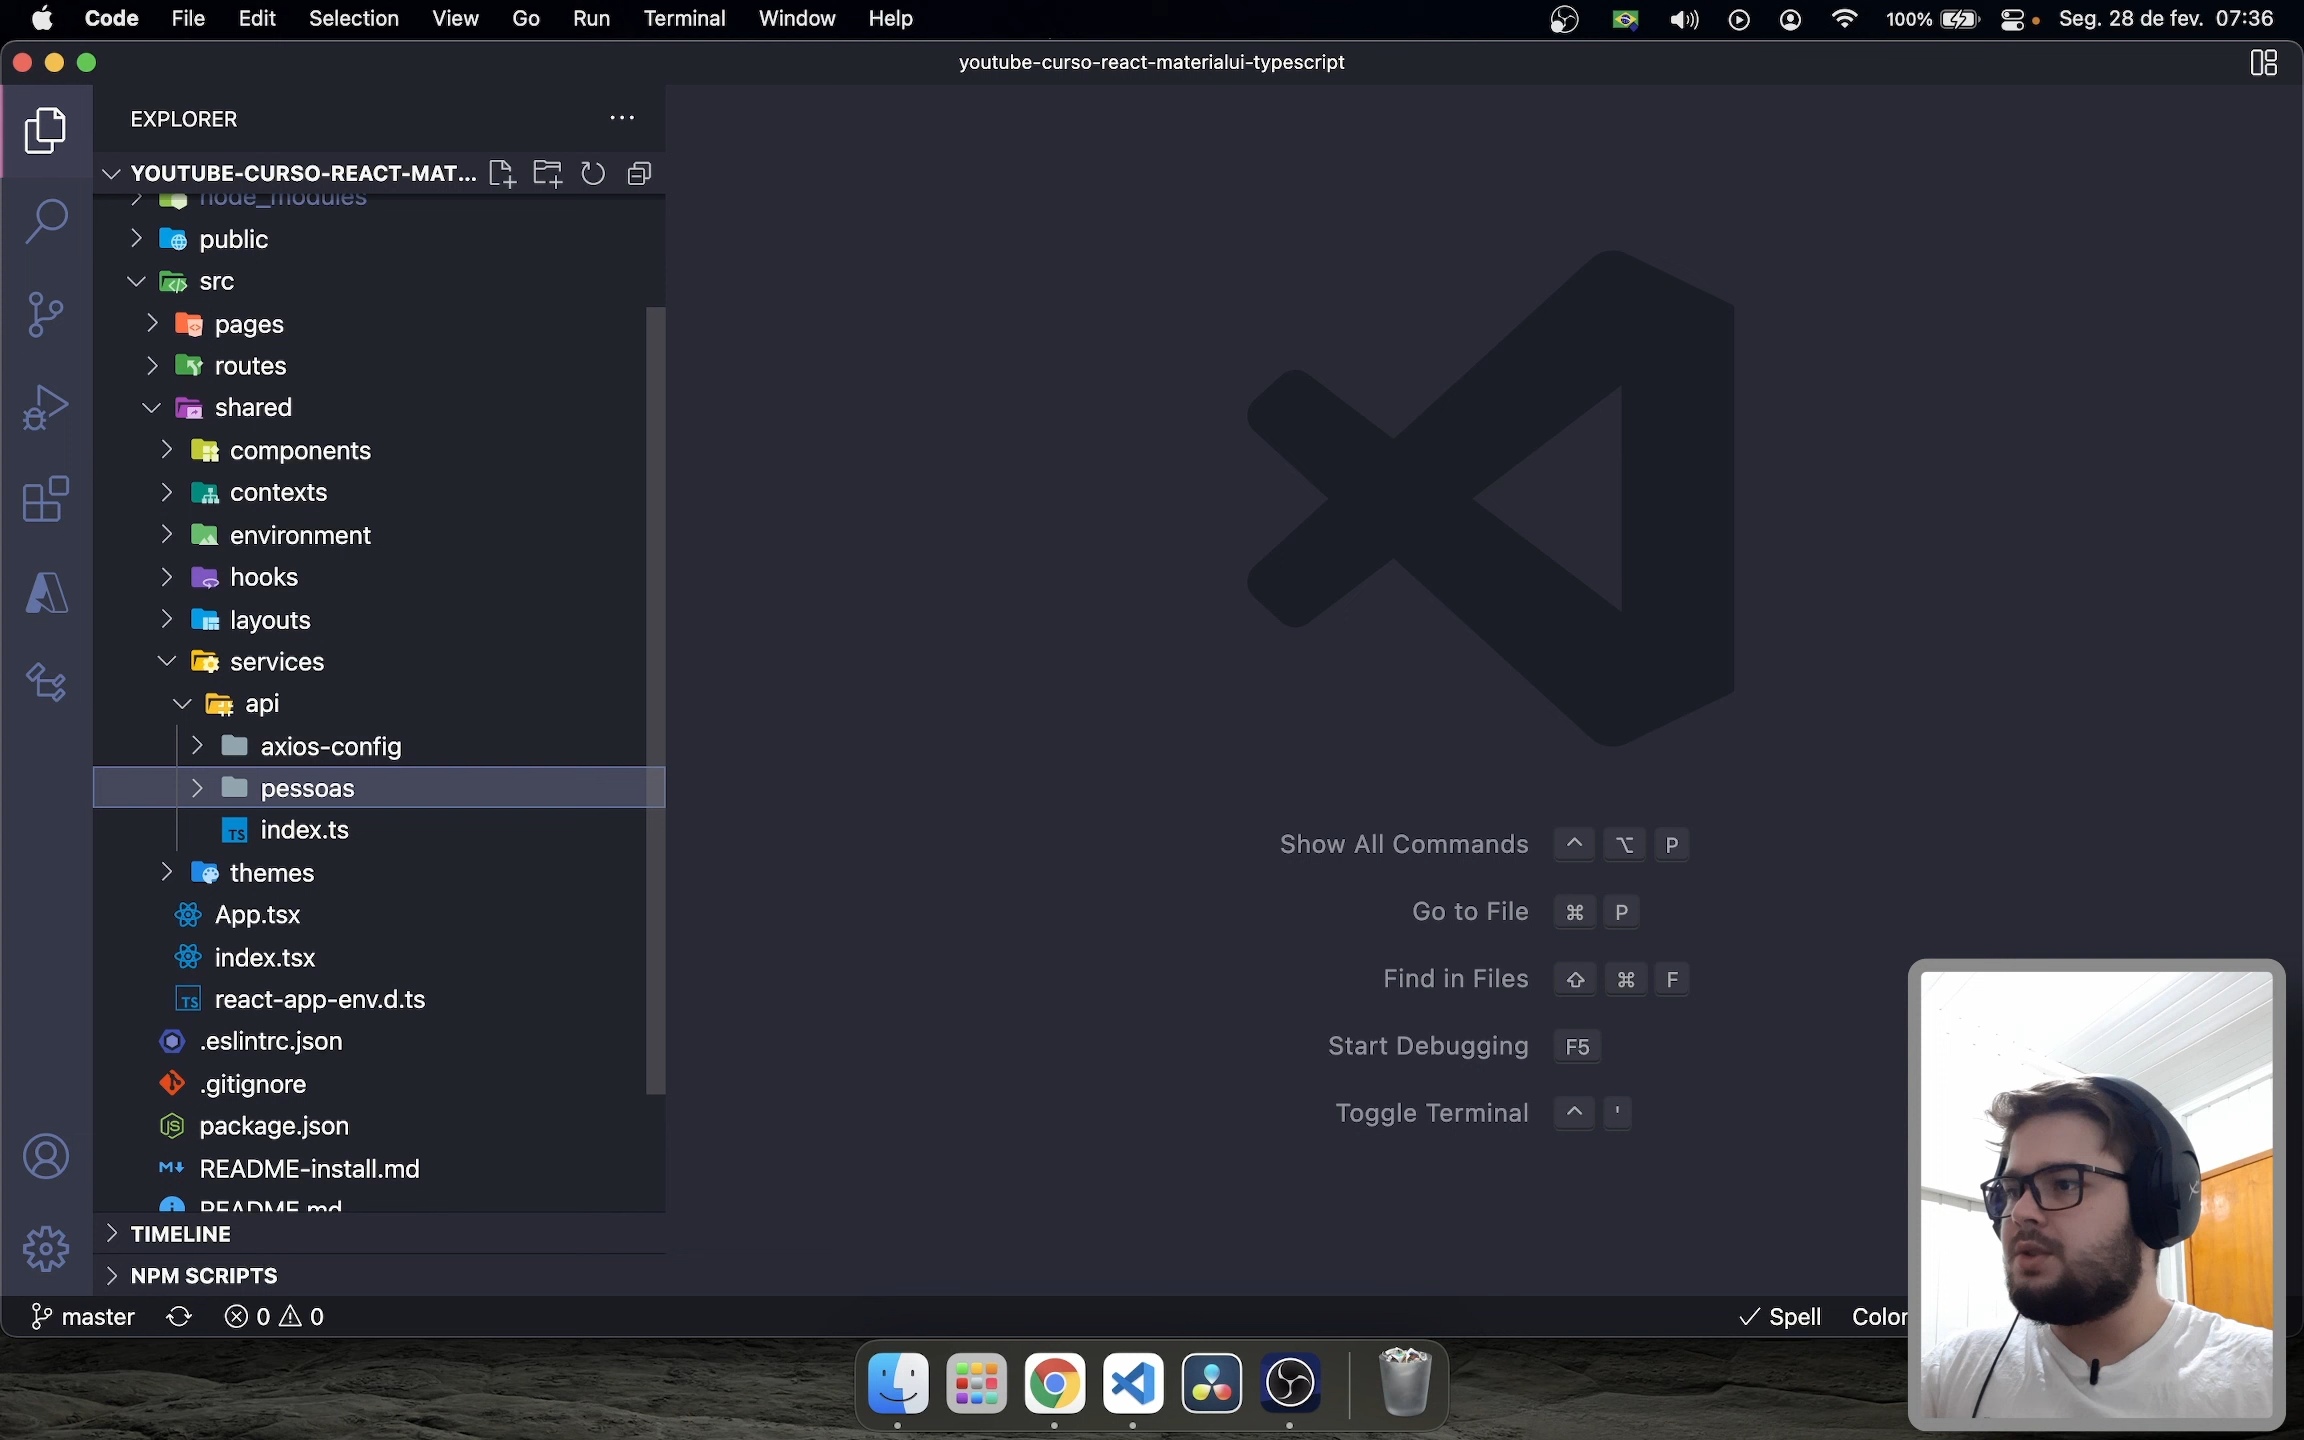 Code File Edit Selection View Go Run Terminal Window Help 100% Seg. 28 de fev. 07:36
youtube-curso-react-materialui-typescript
EXPLORER
YOUTUBE-CURSO-REACT-MAT...
node_modules
public
src
pages
routes
shared
components
contexts
environment
hooks
layouts
services
api
axios-config
pessoas
index.ts
themes
App.tsx
index.tsx
react-app-env.d.ts
.eslintrc.json
.gitignore
package.json
README-install.md
README.md
TIMELINE
NPM SCRIPTS
Show All Commands ^ ⌥ P
Go to File ⌘ P
Find in Files ⇧ ⌘ F
Start Debugging F5
Toggle Terminal ^ '
master 0 0 Spell Color